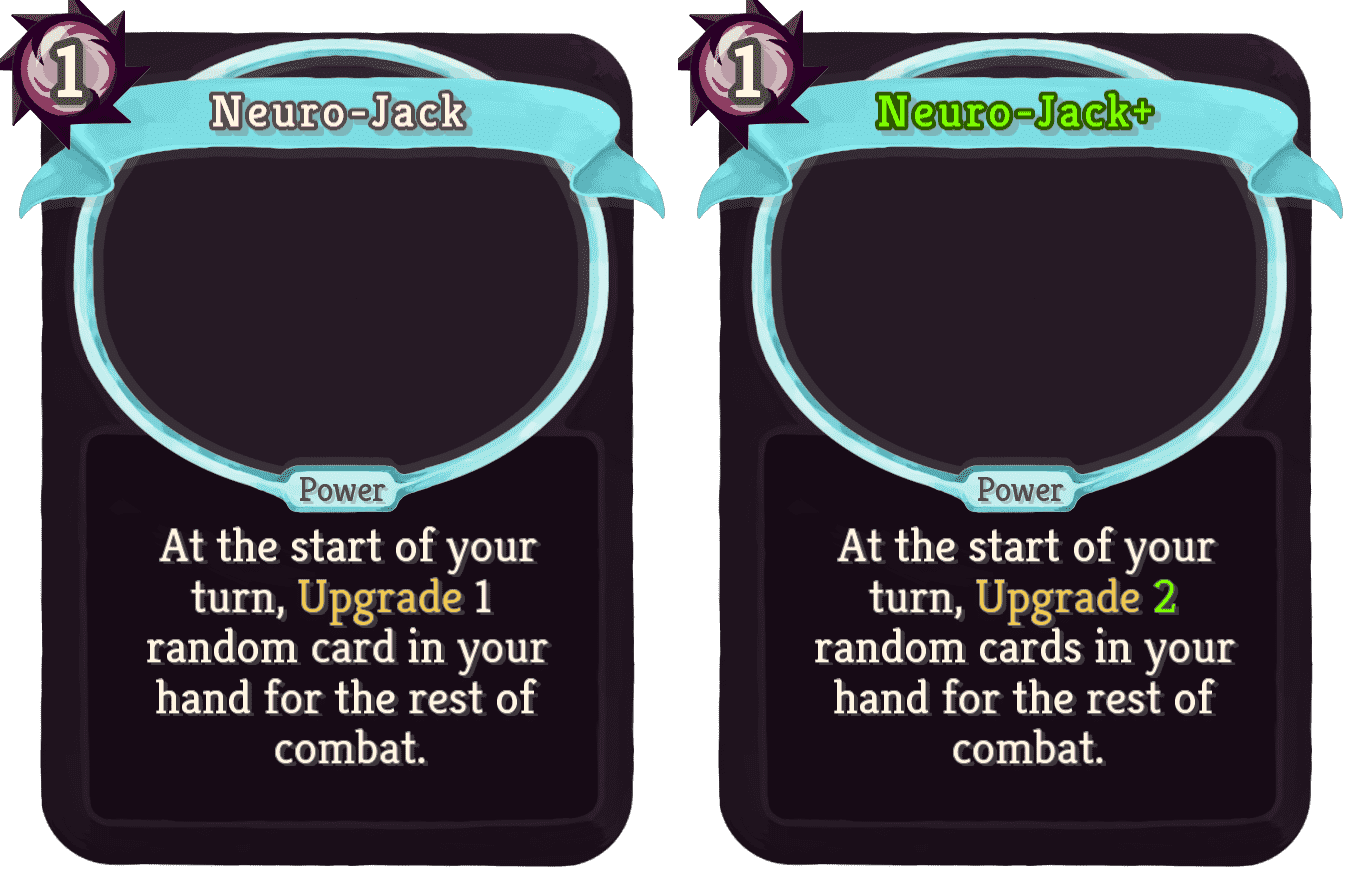 1
Neuro-Jack
Power
At the start of your
turn, Upgrade 1
random card in your
hand for the rest of
combat.
1
Neuro-Jack+
Power
At the start of your
turn, Upgrade 2
random cards in your
hand for the rest of
combat.